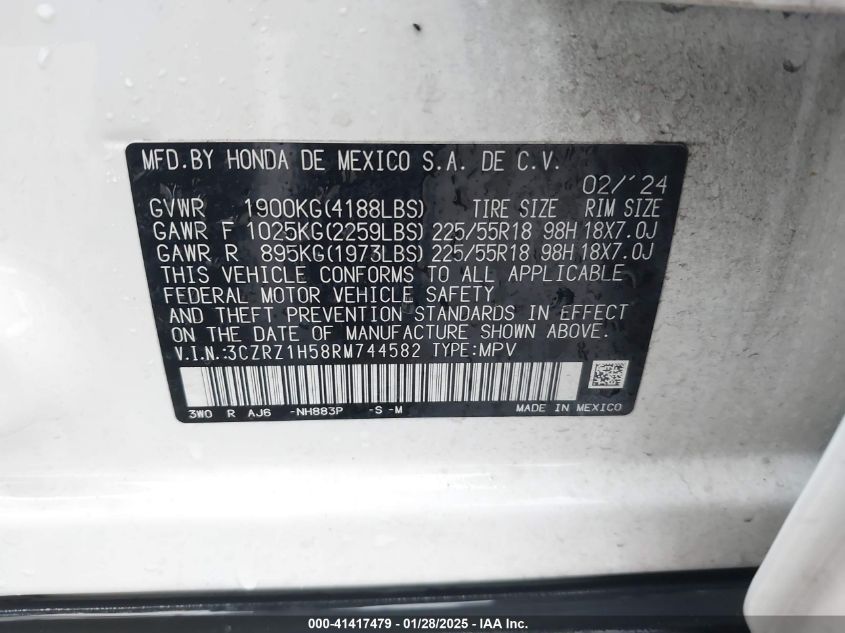 MFD.BY HONDA DE MEXICO S.A. DE C.V.
02/'24
GVWR 1900KG(4188LBS) TIRE SIZE RIM SIZE
GAWR F 1025KG(2259LBS) 225/55R18 98H 18X7.0J
GAWR R 895KG(1973LBS) 225/55R18 98H 18X7.0J
THIS VEHICLE CONFORMS TO ALL APPLICABLE
FEDERAL MOTOR VEHICLE SAFETY
AND THEFT PREVENTION STANDARDS IN EFFECT
ON THE DATE OF MANUFACTURE SHOWN ABOVE.
V.I.N.:3CZRZ1H58RM744582 TYPE:MPV
3W0 R AJ6 -NH883P -S -M MADE IN MEXICO
000-41417479 - 01/28/2025 - IAA Inc.